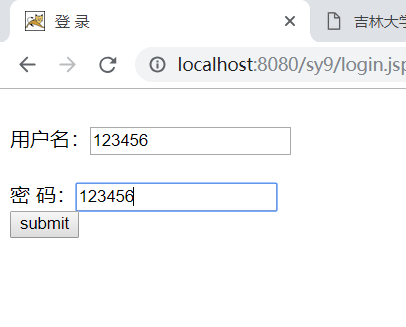 登 录
吉林大学
localhost:8080/sy9/login.jsp
用户名：123456
密 码：123456
submit